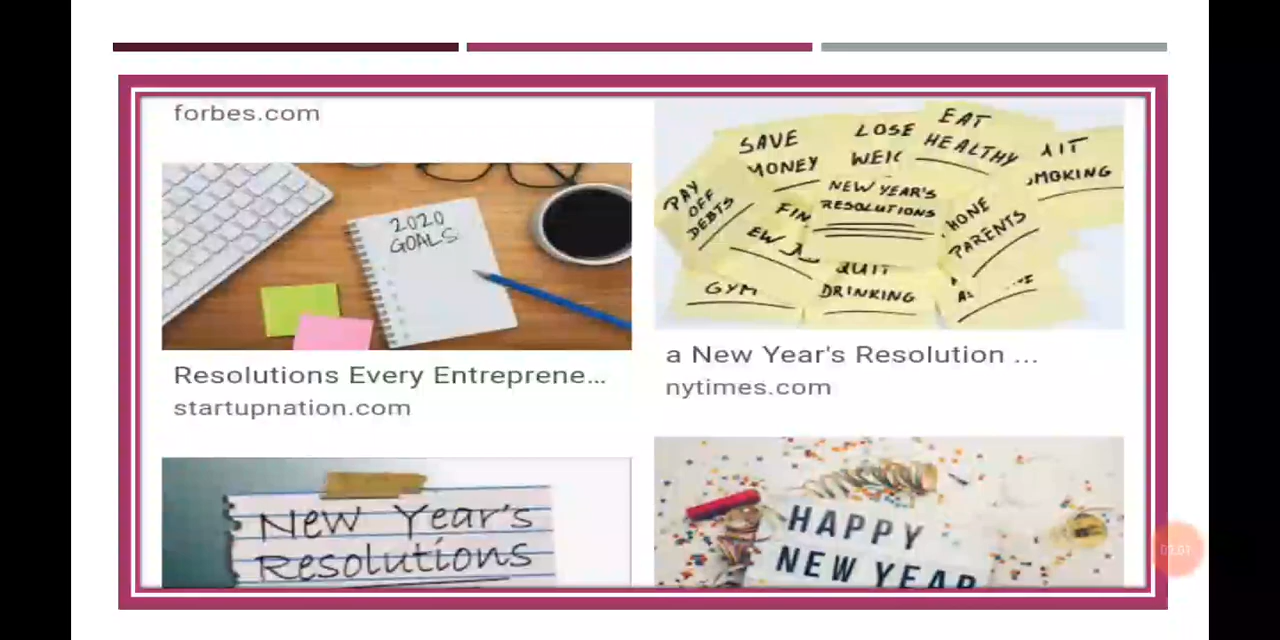 forbes.com
2020
GOALS
Resolutions Every Entreprene...
startupnation.com
New Year's
Resolutions
SAVE
MONEY
LOSE
EAT
HEALTHY
SMOKING
PAY
OFF
DEBTS
NEW YEAR'S
RESOLUTIONS
PARENTS
GYM
QUIT
DRINKING
a New Year's Resolution ...
nytimes.com
HAPPY
NEW YEAR